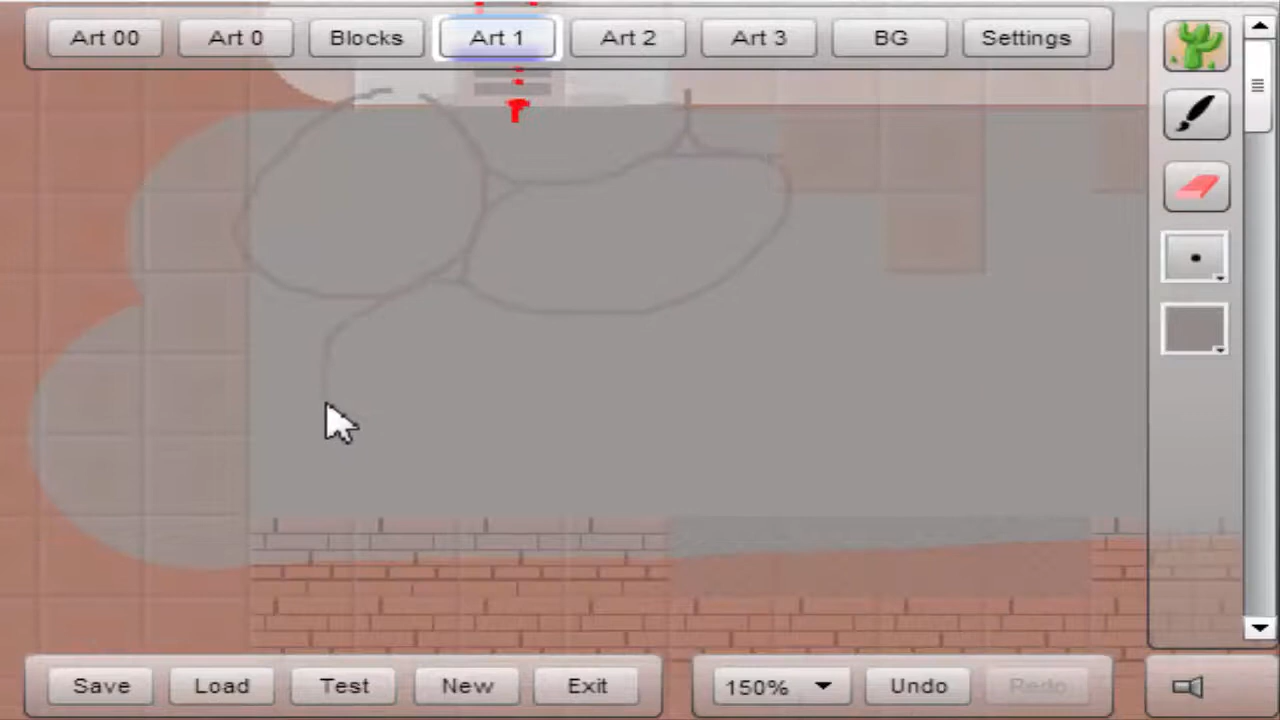 Art 00 Art 0 Blocks Art 1 Art 2 Art 3 BG Settings
Save Load Test New Exit 150% Undo Redo